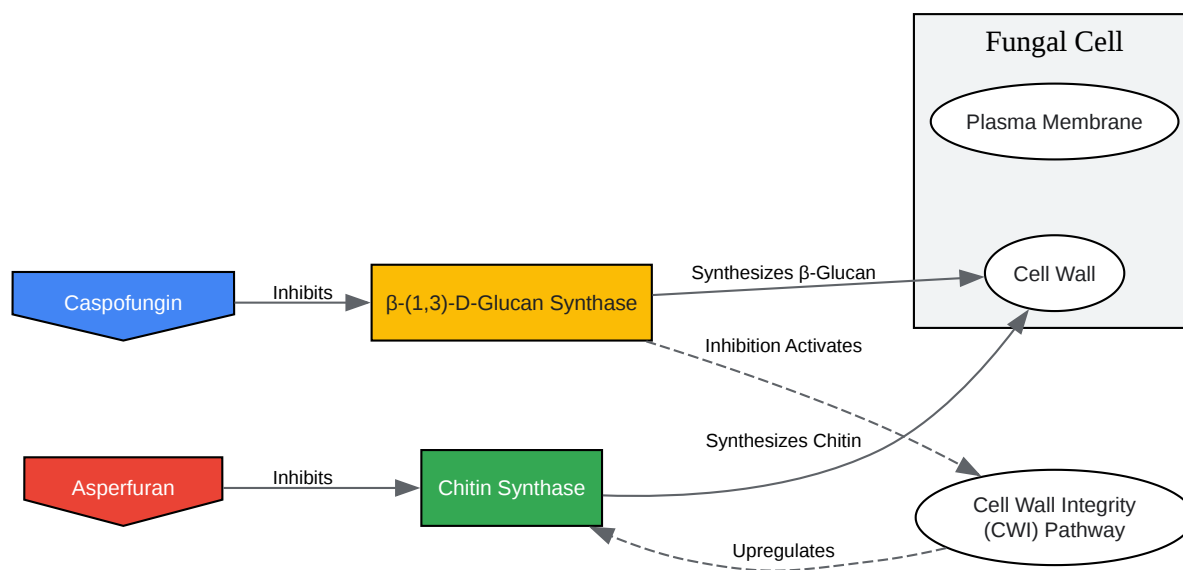 Fungal Cell
Plasma Membrane
Cell Wall
Synthesizes β-Glucan
Caspofungin
Inhibits
β-(1,3)-D-Glucan Synthase
Inhibition Activates
Synthesizes Chitin
Asperfuran
Inhibits
Chitin Synthase
Cell Wall Integrity
(CWI) Pathway
Upregulates